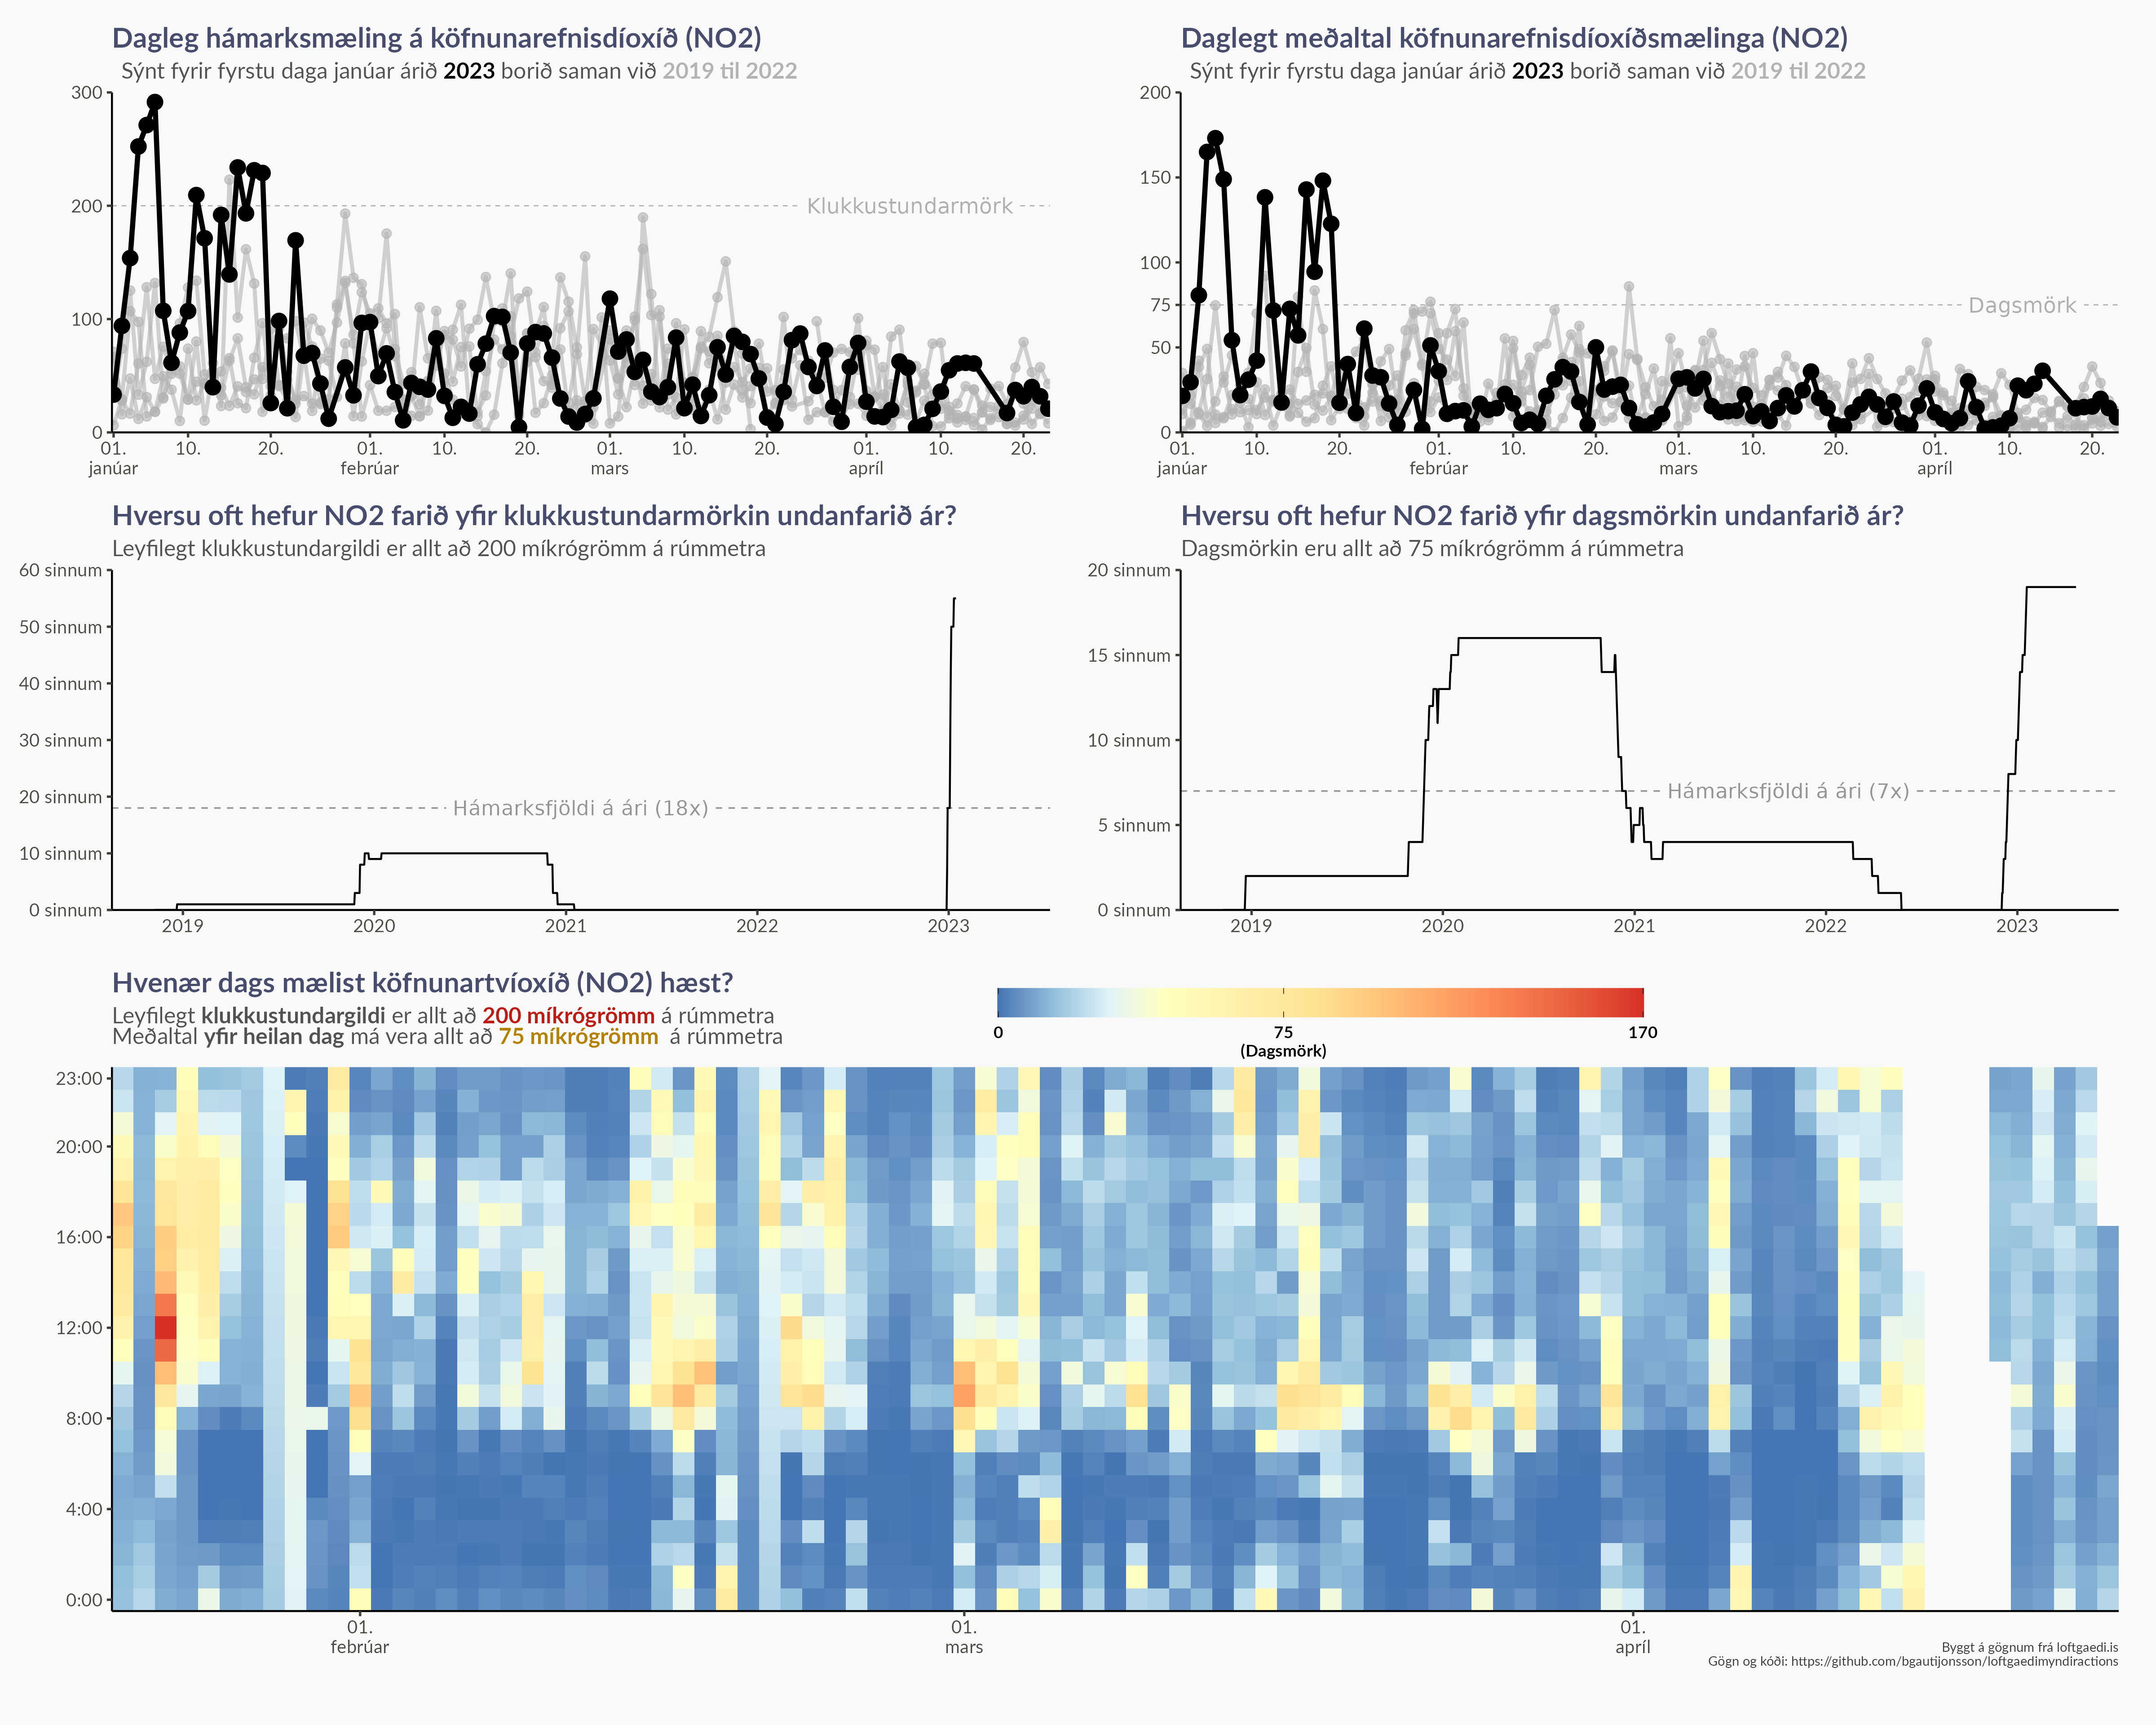 Dagleg hámarksmæling á köfnunarefnisdíoxíð (NO2)
Sýnt fyrir fyrstu daga janúar árið 2023 borið saman við 2019 til 2022
300
200
100
0
Klukkustundarmörk
01. 10. 20. 01. 10. 20. 01. 10. 20. 01. 10. 20.
janúar febrúar mars apríl
Daglegt meðaltal köfnunarefnisdíoxíðsmælinga (NO2)
Sýnt fyrir fyrstu daga janúar árið 2023 borið saman við 2019 til 2022
200
150
100
75
50
0
Dagsmörk
01. 10. 20. 01. 10. 20. 01. 10. 20. 01. 10. 20.
janúar febrúar mars apríl
Hversu oft hefur NO2 farið yfir klukkustundarmörkin undanfarið ár?
Leyfilegt klukkustundargildi er allt að 200 míkrógrömm á rúmmetra
60 sinnum
50 sinnum
40 sinnum
30 sinnum
20 sinnum
10 sinnum
0 sinnum
Hámarksfjöldi á ári (18x)
2019 2020 2021 2022 2023
Hversu oft hefur NO2 farið yfir dagsmörkin undanfarið ár?
Dagsmörkin eru allt að 75 míkrógrömm á rúmmetra
20 sinnum
15 sinnum
10 sinnum
5 sinnum
0 sinnum
Hámarksfjöldi á ári (7x)
2019 2020 2021 2022 2023
Hvenær dags mælist köfnunartvíoxíð (NO2) hæst?
Leyfilegt klukkustundargildi er allt að 200 míkrógrömm á rúmmetra
Meðaltal yfir heilan dag má vera allt að 75 míkrógrömm á rúmmetra
0 75 170
(Dagsmörk)
23:00
20:00
16:00
12:00
8:00
4:00
0:00
01. 01. 01.
febrúar mars apríl
Byggt á gögnum frá loftgaedi.is
Gögn og kóði: https://github.com/bgautijonsson/loftgaedimyndiractions